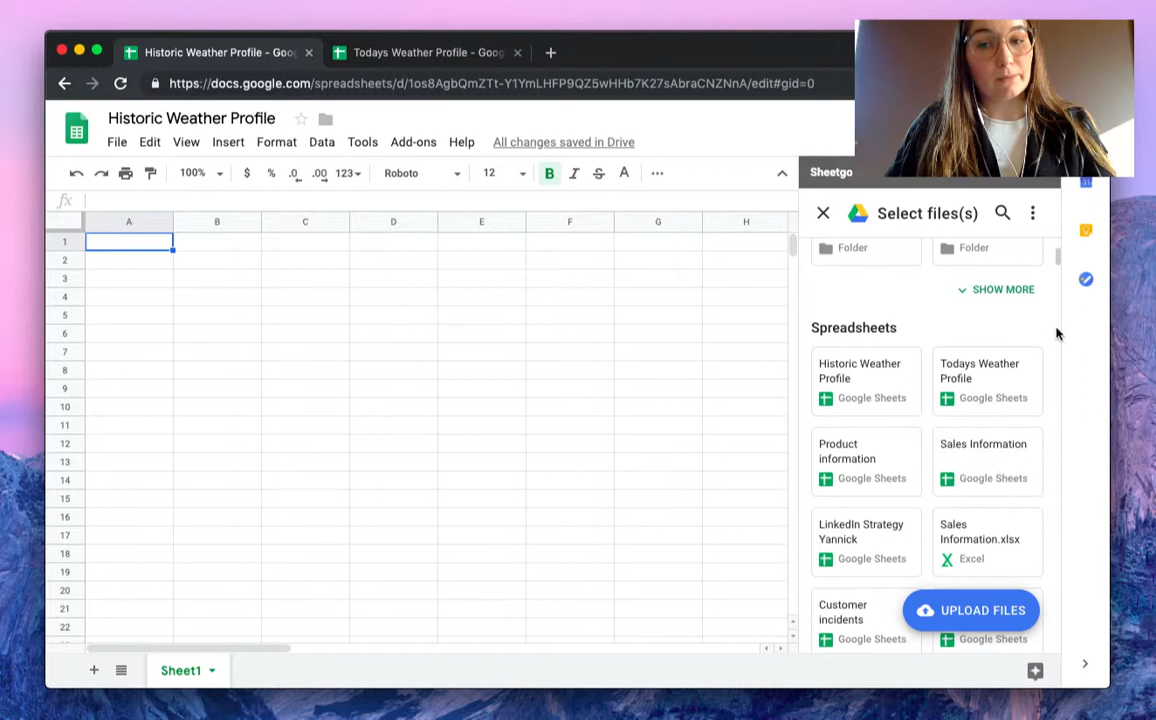 Historic Weather Profile - Goog
Todays Weather Profile - Goog
https://docs.google.com/spreadsheets/d/1os8AgbQmZTt-Y1YmLHFP9QZ5wHHb7K27sAbraCNZNnA/edit#gid=0
Historic Weather Profile
File Edit View Insert Format Data Tools Add-ons Help All changes saved in Drive
100% $ % .0 .00 123 Roboto 12 B I S A
fx
A B C D E F G H
1
2
3
4
5
6
7
8
9
10
11
12
13
14
15
16
17
18
19
20
21
22
Sheet1
Sheetgo
Select files(s)
Folder
Folder
SHOW MORE
Spreadsheets
Historic Weather
Profile
Google Sheets
Todays Weather
Profile
Google Sheets
Product
information
Google Sheets
Sales Information
Google Sheets
LinkedIn Strategy
Yannick
Google Sheets
Sales
Information.xlsx
Excel
Customer
incidents
Google Sheets
UPLOAD FILES
Google Sheets
31